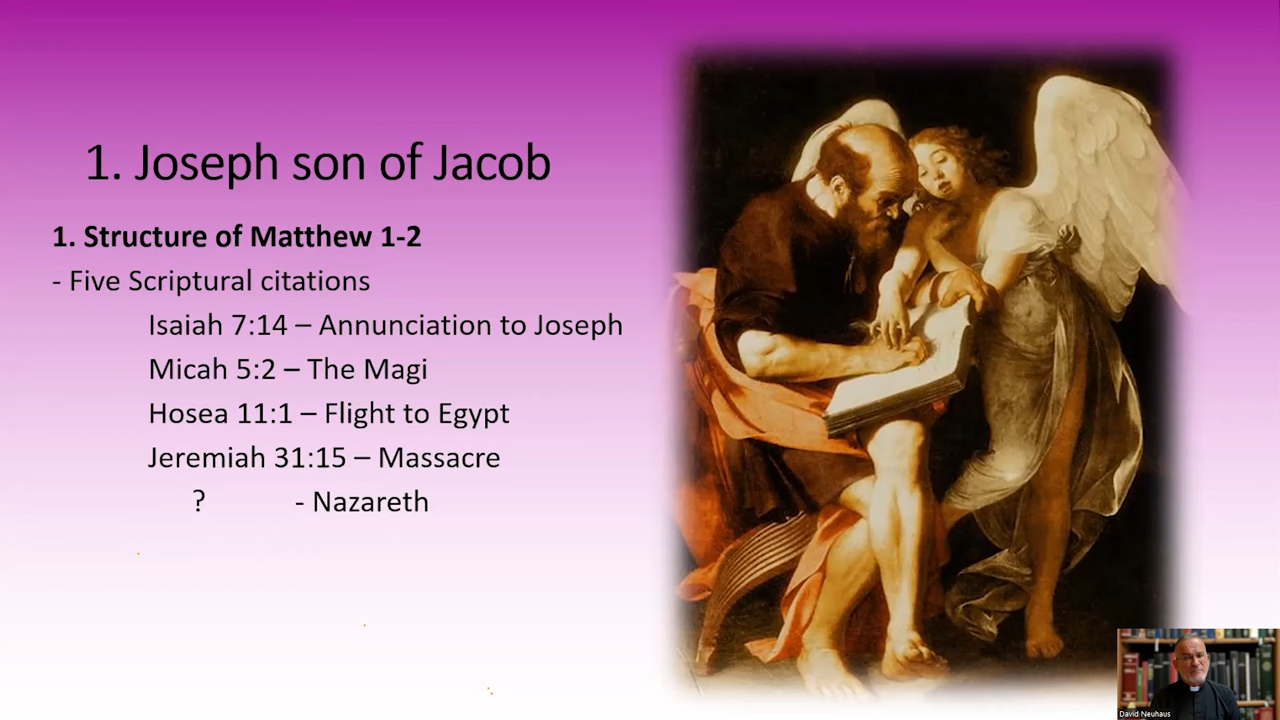 1. Joseph son of Jacob
1. Structure of Matthew 1-2
- Five Scriptural citations
Isaiah 7:14 – Annunciation to Joseph
Micah 5:2 – The Magi
Hosea 11:1 – Flight to Egypt
Jeremiah 31:15 – Massacre
? - Nazareth
David Neuhaus